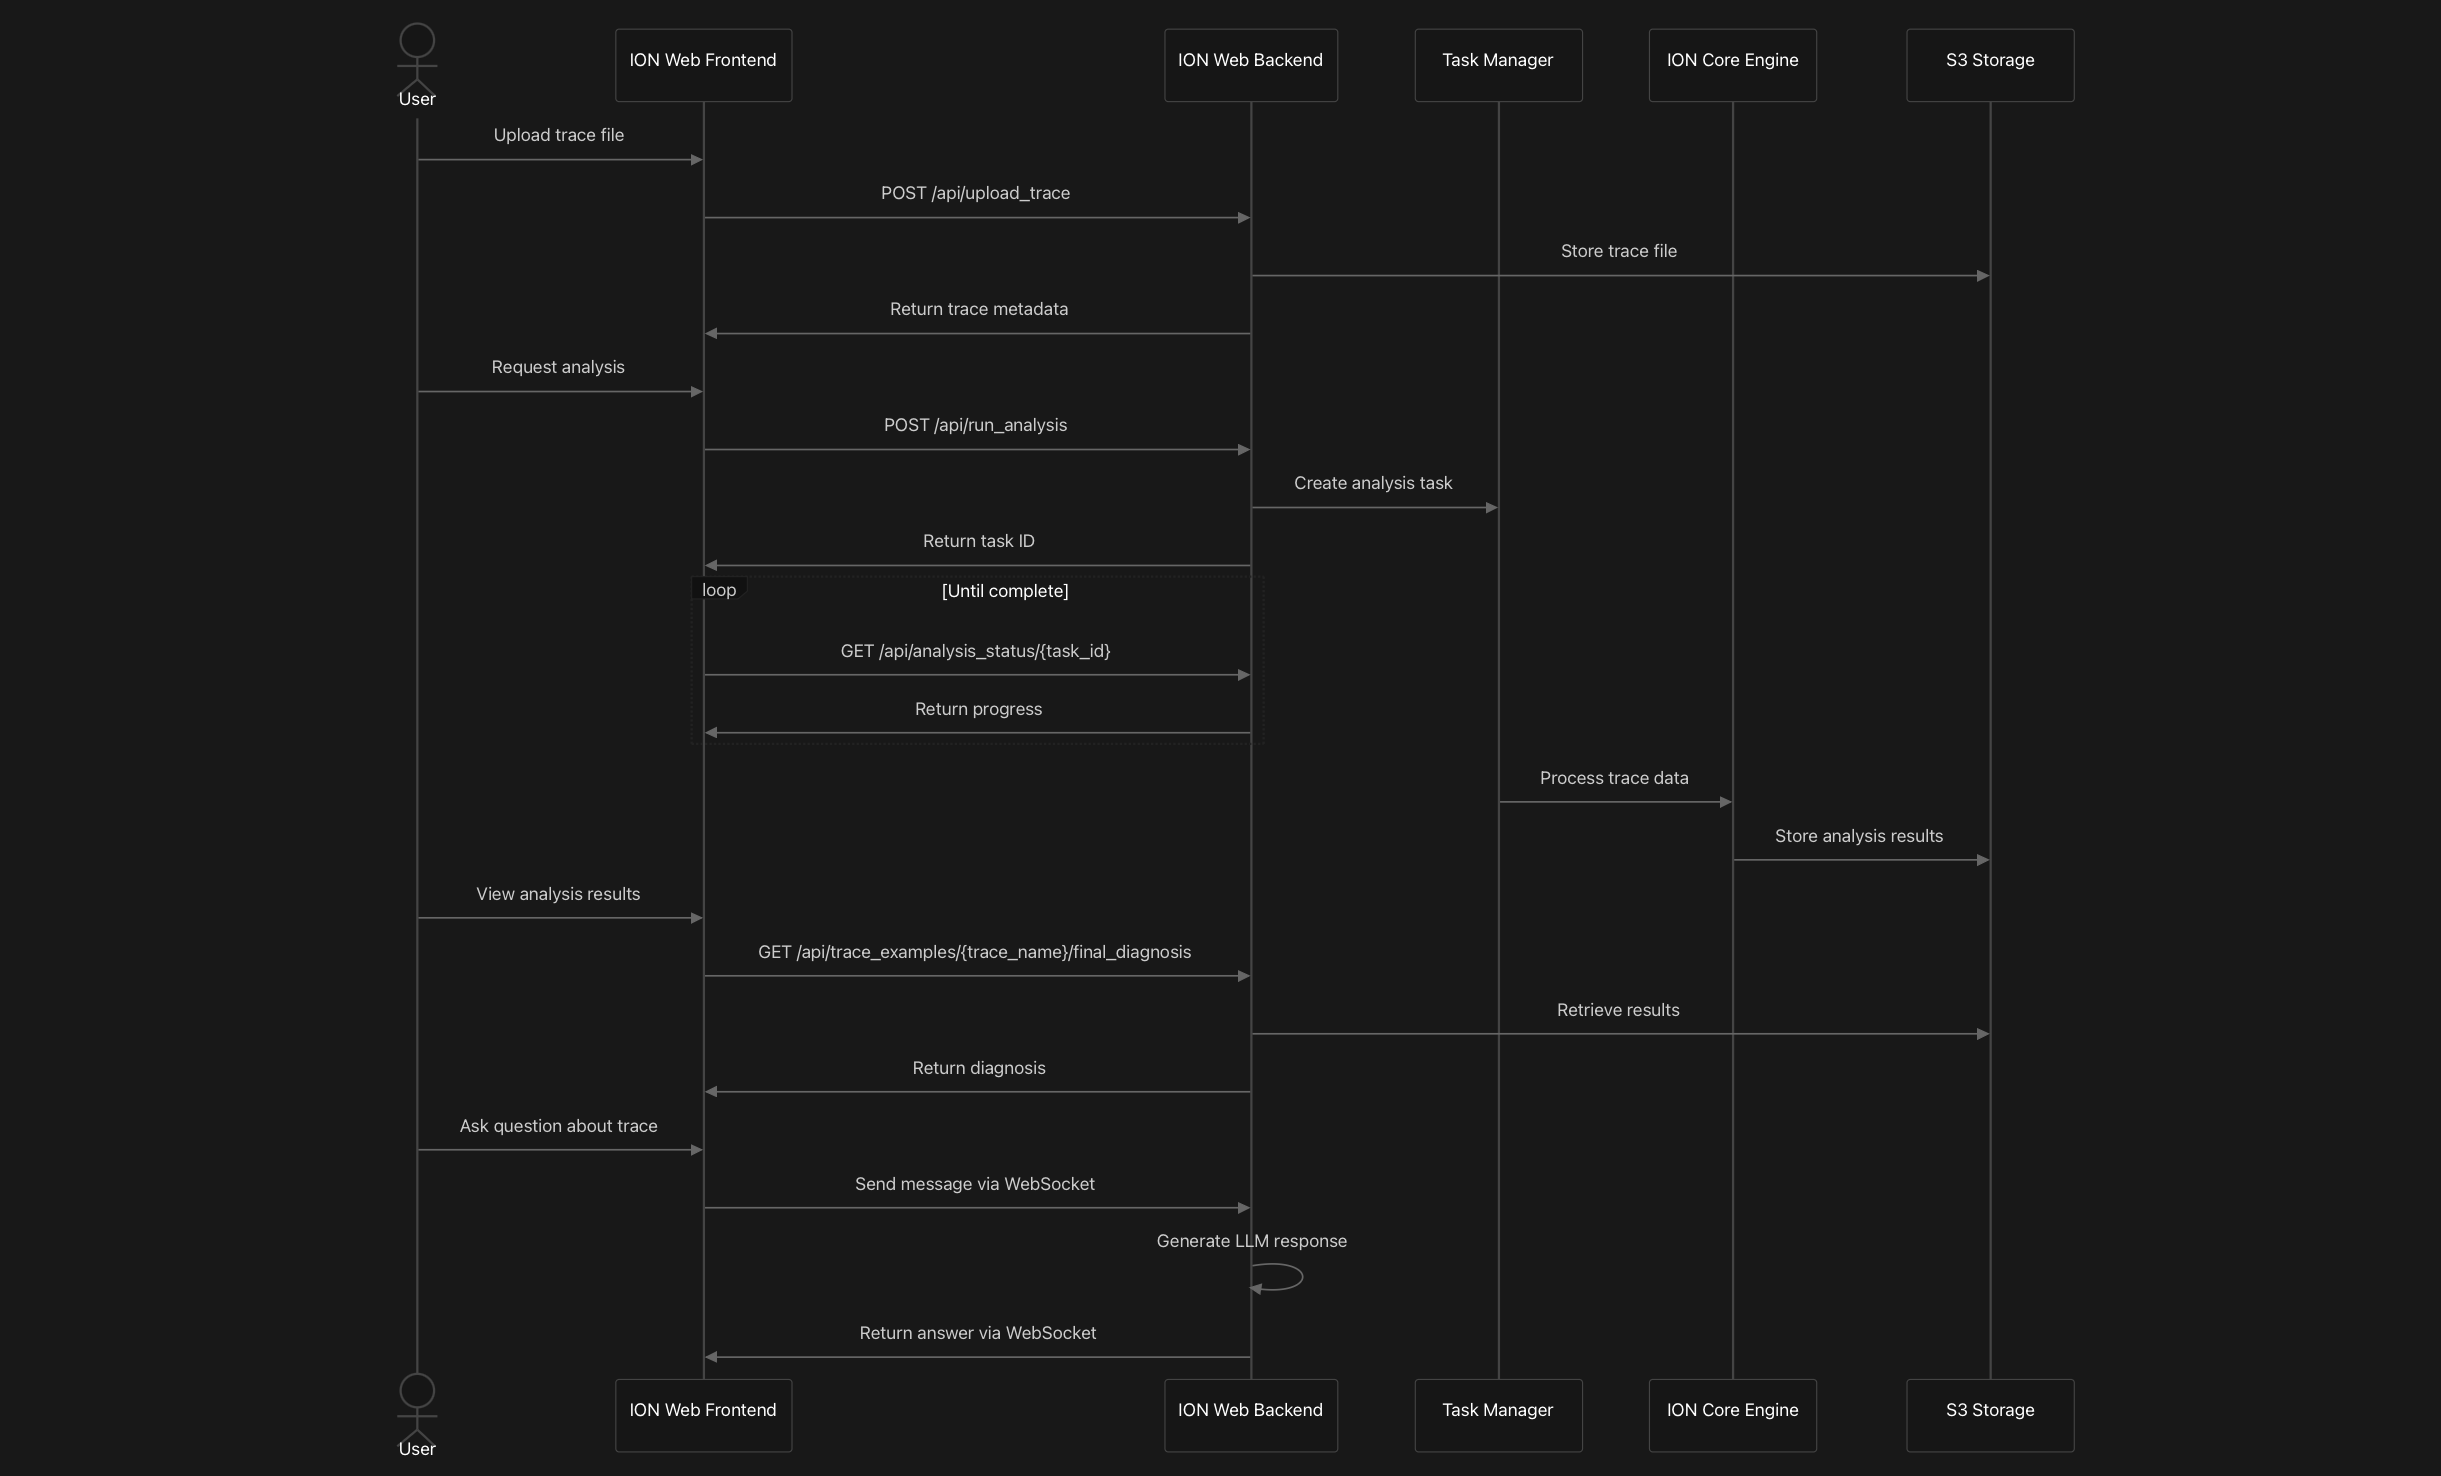 User
ION Web Frontend
ION Web Backend
Task Manager
ION Core Engine
S3 Storage
Upload trace file
POST /api/upload_trace
Store trace file
Return trace metadata
Request analysis
POST /api/run_analysis
Create analysis task
Return task ID
loop
[Until complete]
GET /api/analysis_status/{task_id}
Return progress
Process trace data
Store analysis results
View analysis results
GET /api/trace_examples/{trace_name}/final_diagnosis
Retrieve results
Return diagnosis
Ask question about trace
Send message via WebSocket
Generate LLM response
Return answer via WebSocket
User
ION Web Frontend
ION Web Backend
Task Manager
ION Core Engine
S3 Storage